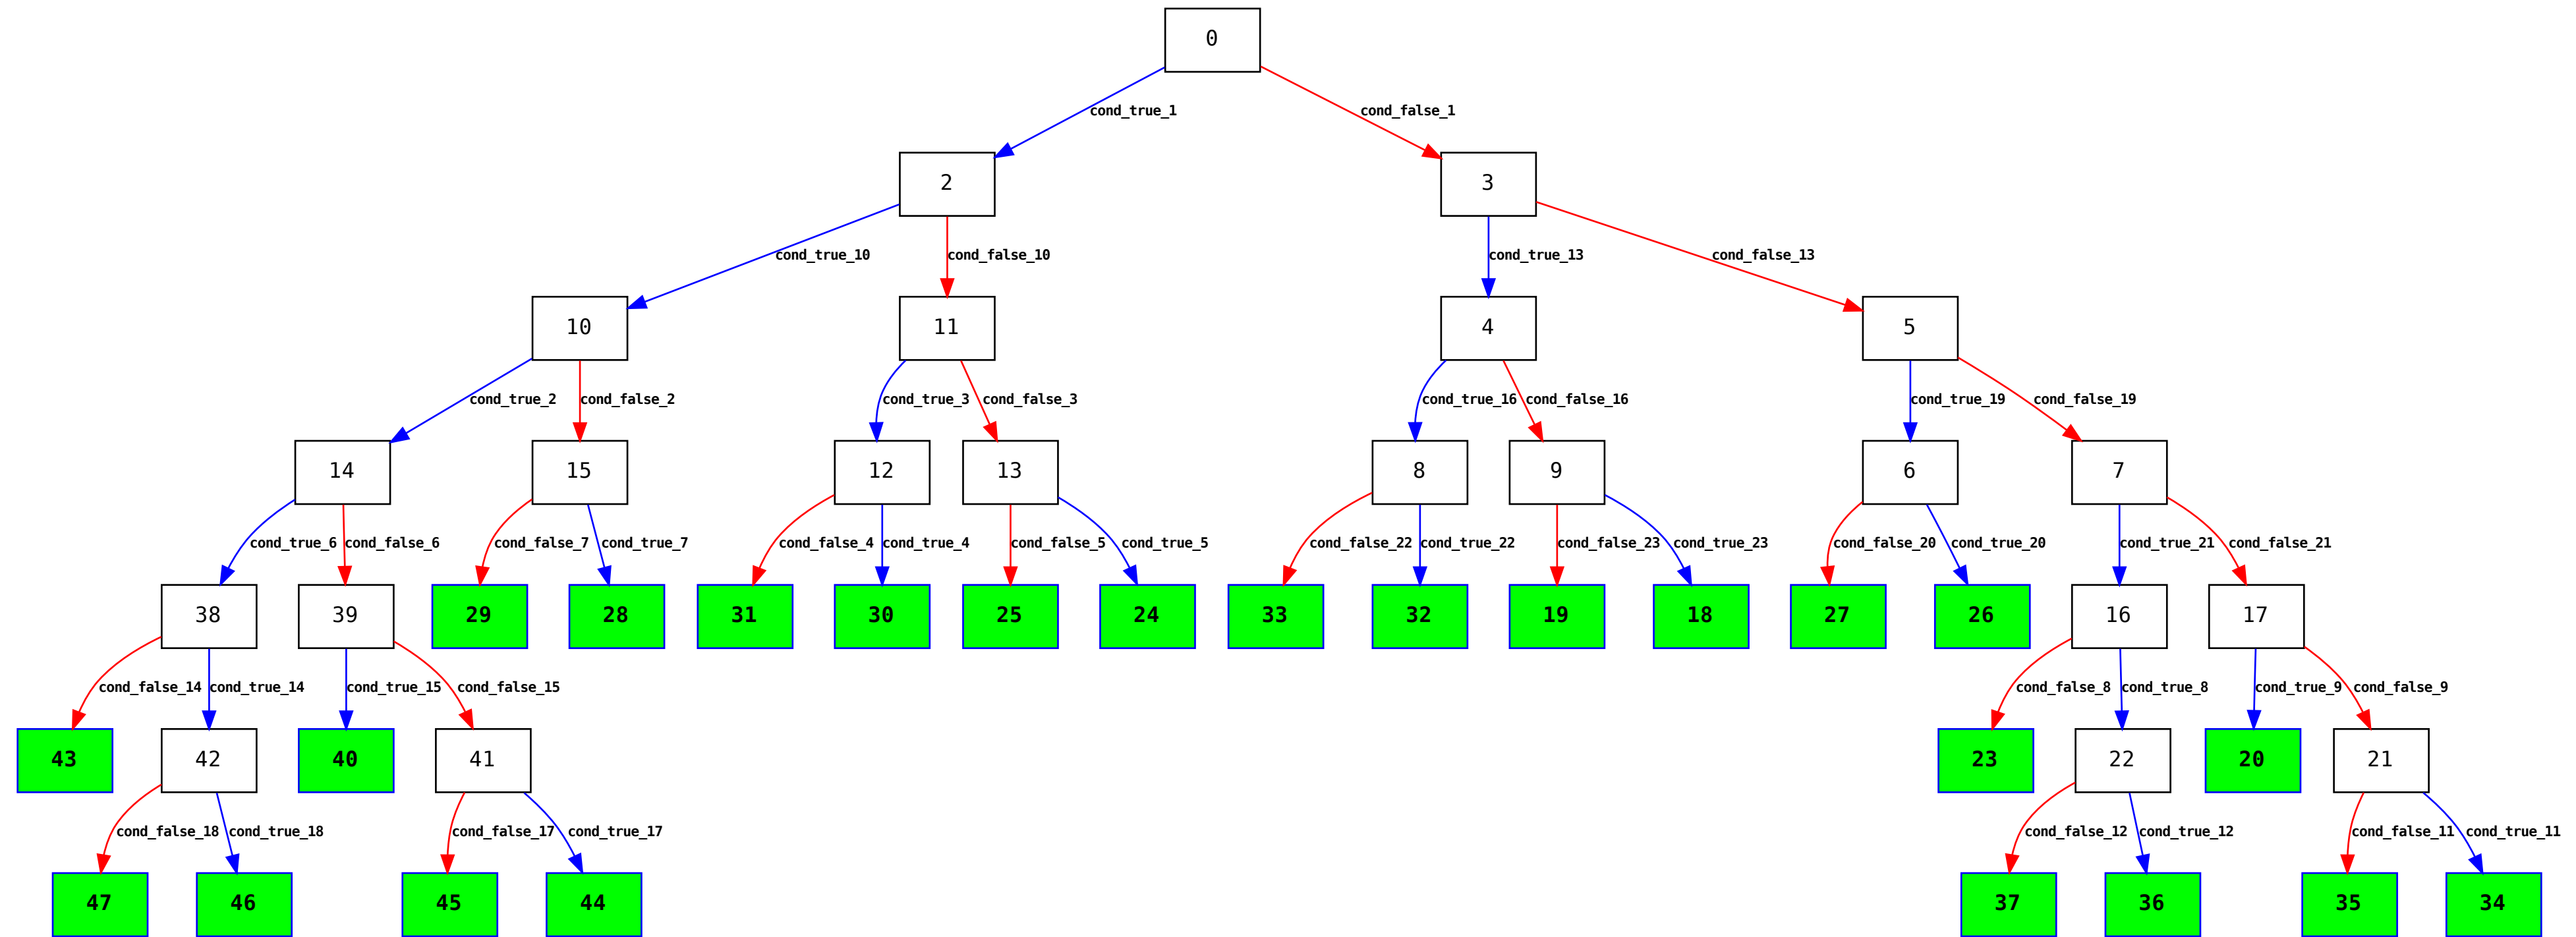 0
cond_true_1 cond_false_1
2 3
cond_true_10 cond_false_10 cond_true_13 cond_false_13
10 11 4 5
cond_true_2 cond_false_2 cond_true_3 cond_false_3 cond_true_16 cond_false_16 cond_true_19 cond_false_19
14 15 12 13 8 9 6 7
cond_true_6 cond_false_6 cond_false_7 cond_true_7 cond_false_4 cond_true_4 cond_false_5 cond_true_5 cond_false_22 cond_true_22 cond_false_23 cond_true_23 cond_false_20 cond_true_20 cond_true_21 cond_false_21
38 39 29 28 31 30 25 24 33 32 19 18 27 26 16 17
cond_false_14 cond_true_14 cond_true_15 cond_false_15 cond_false_8 cond_true_8 cond_true_9 cond_false_9
43 42 40 41 23 22 20 21
cond_false_18 cond_true_18 cond_false_17 cond_true_17 cond_false_12 cond_true_12 cond_false_11 cond_true_11
47 46 45 44 37 36 35 34